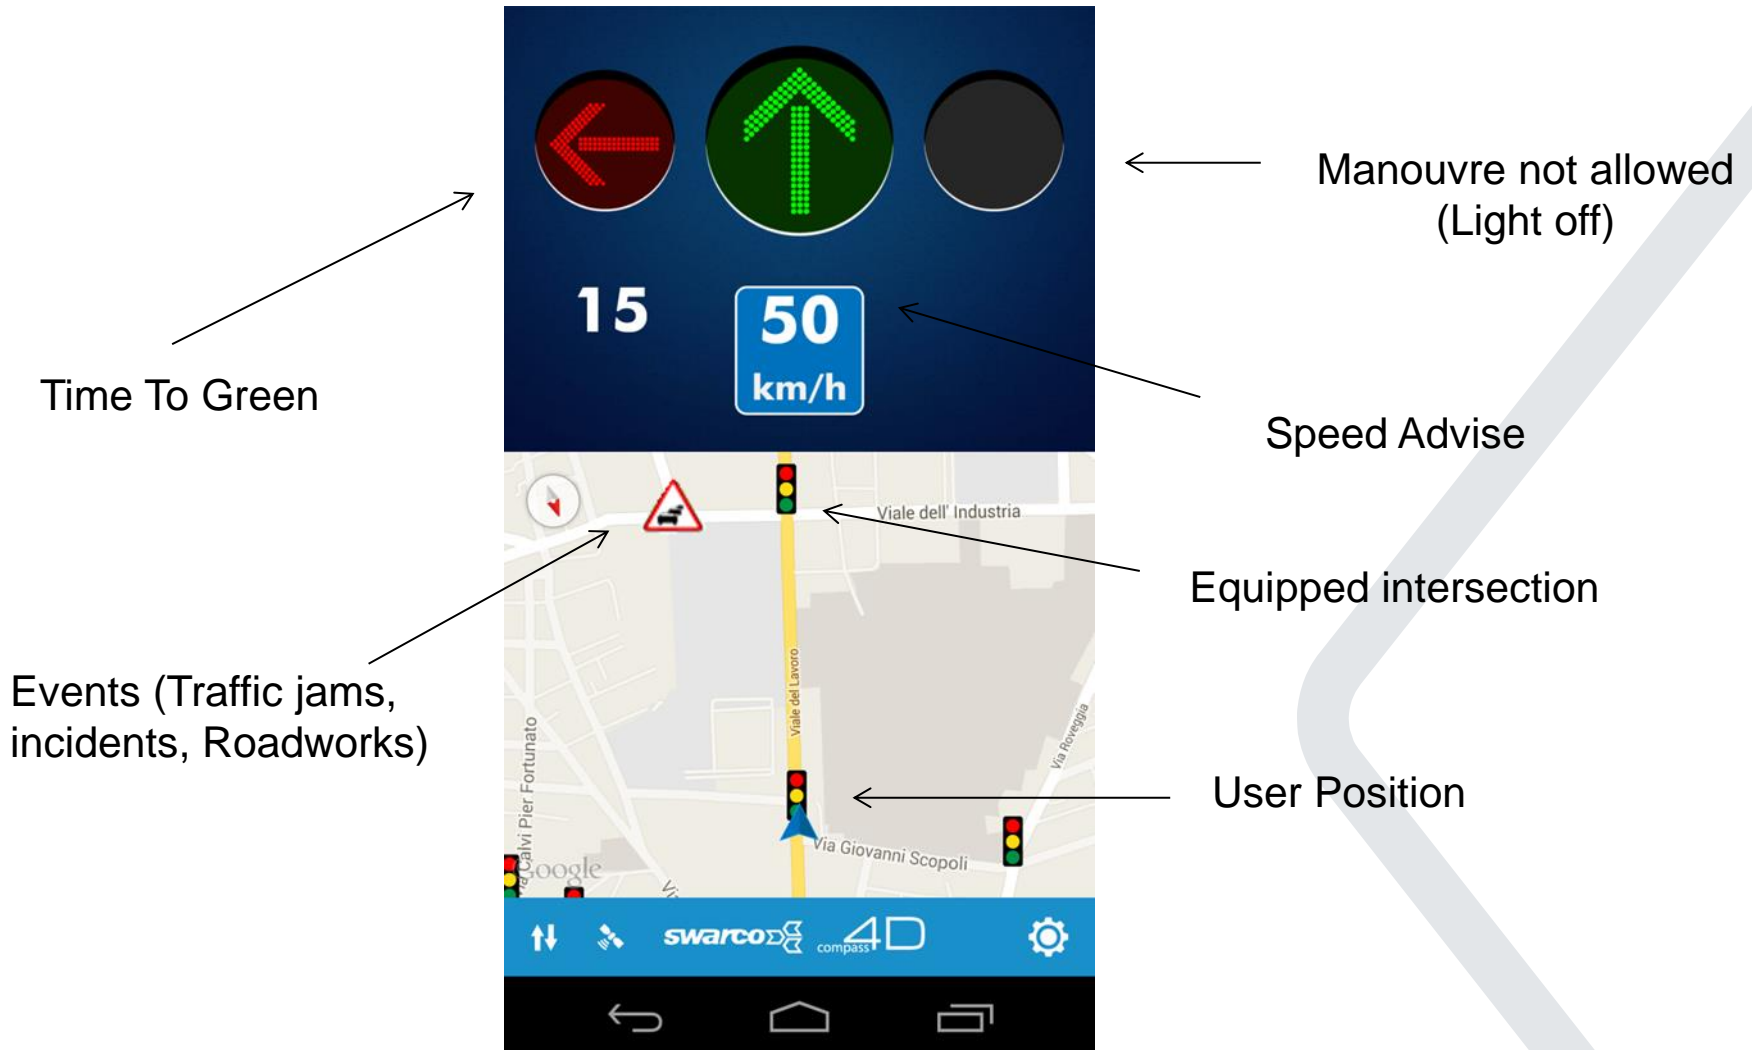 Manouvre not allowed
(Light off)
15
50
km/h
Time To Green
Speed Advise
Viale dell' Industria
Equipped intersection
Viale del Lavoro
Events (Traffic jams,
incidents, Roadworks)
Via Roveggia
Calvi Pier Fortunato
User Position
Via Giovanni Scopoli
Google
swarco
compass4D